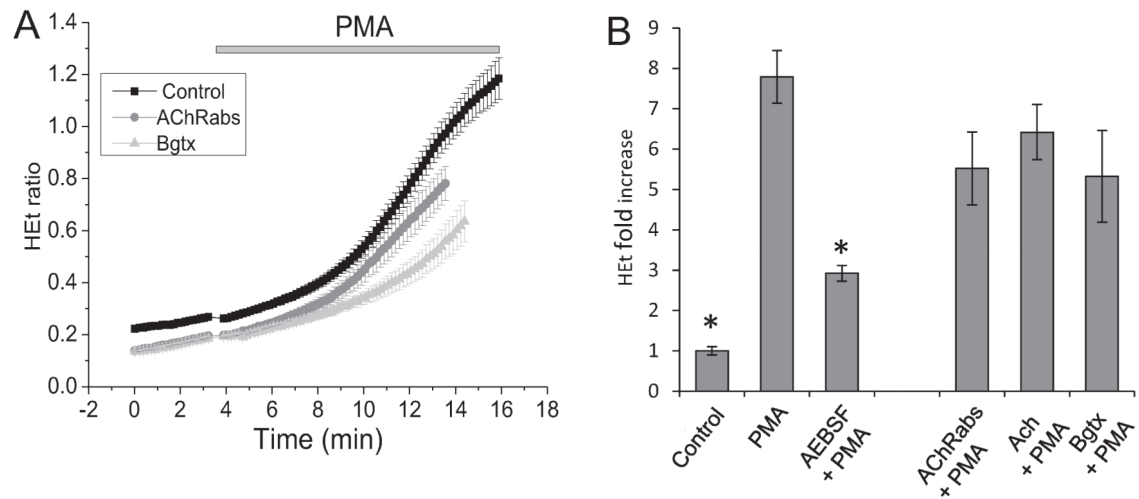 A
PMA
Control
AChRabs
Bgtx
HEt ratio
1.4
1.2
1.0
0.8
0.6
0.4
0.2
0.0
-2 0 2 4 6 8 10 12 14 16 18
Time (min)
B
HEt fold increase
9
8
7
6
5
4
3
2
1
0
*
*
Control
PMA
AEBSF
+ PMA
AChRabs
+ PMA
Ach
+ PMA
Bgtx
+ PMA